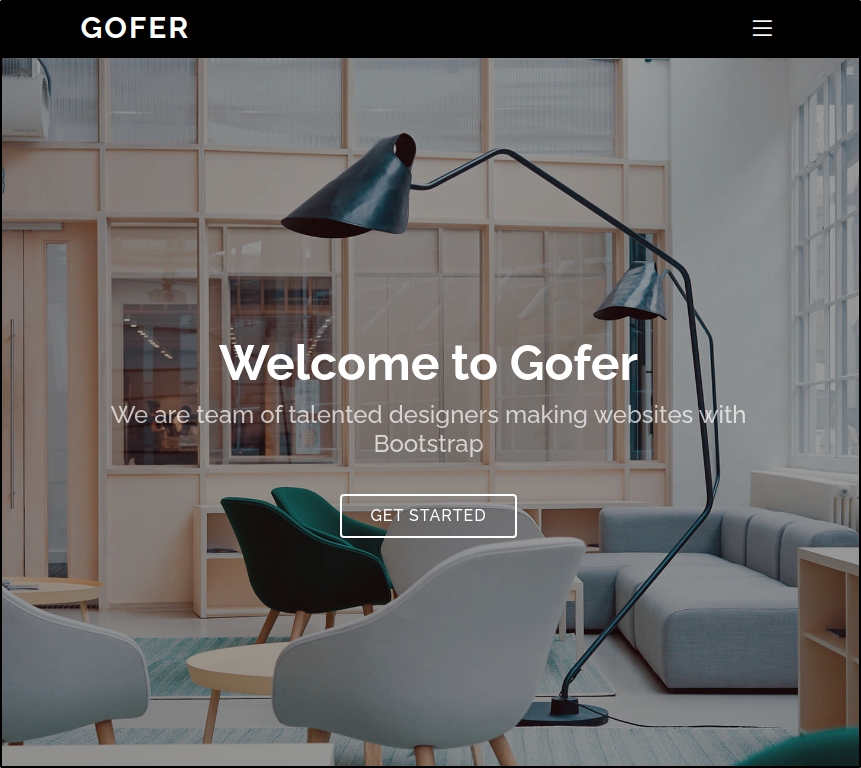 GOFER
Welcome to Gofer
We are team of talented designers making websites with
Bootstrap
GET STARTED